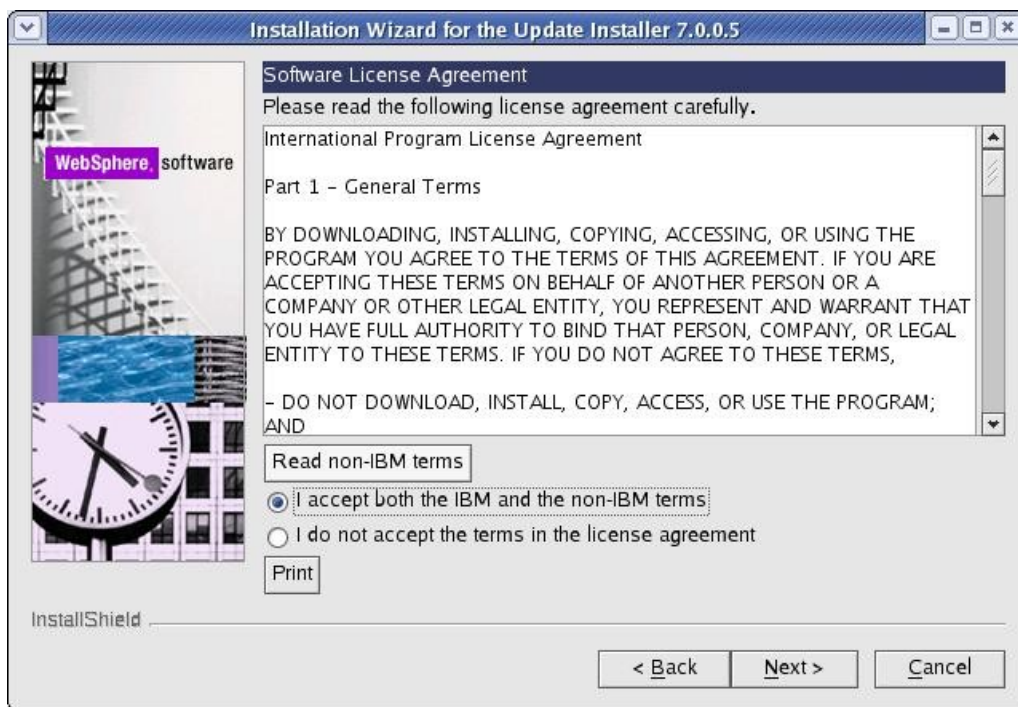 Installation Wizard for the Update Installer 7.0.0.5
WebSphere. software
Software License Agreement
Please read the following license agreement carefully.
International Program License Agreement
Part 1 – General Terms
BY DOWNLOADING, INSTALLING, COPYING, ACCESSING, OR USING THE
PROGRAM YOU AGREE TO THE TERMS OF THIS AGREEMENT. IF YOU ARE
ACCEPTING THESE TERMS ON BEHALF OF ANOTHER PERSON OR A
COMPANY OR OTHER LEGAL ENTITY, YOU REPRESENT AND WARRANT THAT
YOU HAVE FULL AUTHORITY TO BIND THAT PERSON, COMPANY, OR LEGAL
ENTITY TO THESE TERMS. IF YOU DO NOT AGREE TO THESE TERMS,
– DO NOT DOWNLOAD, INSTALL, COPY, ACCESS, OR USE THE PROGRAM;
AND
Read non-IBM terms
I accept both the IBM and the non-IBM terms
I do not accept the terms in the license agreement
Print
InstallShield
< Back
Next >
Cancel